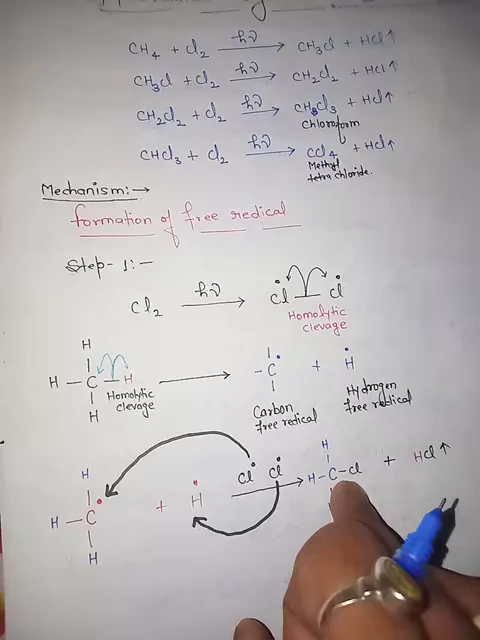 CH4 + Cl2 hν → CH3Cl + HCl↑
CH3Cl + Cl2 hν → CH2Cl2 + HCl↑
CH2Cl2 + Cl2 hν → CHCl3 + HCl↑
Chloroform
CHCl3 + Cl2 hν → CCl4 + HCl↑
Methyl
tetra chloride.
Mechanism:→
formation of free redical
Step-1:-
Cl2 hν → Cl — Cl
Homolytic
clevage
H
H — C — H → - C • + H
Homolytic
clevage
H
Carbon
free redical
Hydrogen
free redical
Cl Cl
H
H — C • + H → H - C - Cl + HCl↑
H
H